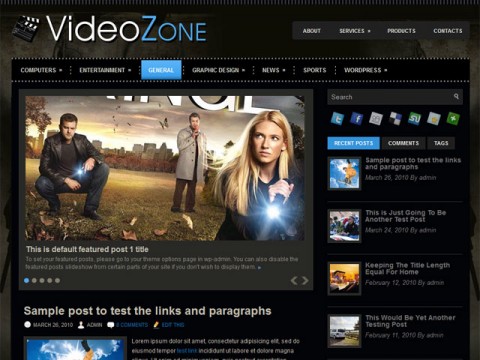 VideoZone
ABOUT SERVICES PRODUCTS CONTACTS
COMPUTERS ENTERTAINMENT GENERAL GRAPHIC DESIGN NEWS SPORTS WORDPRESS
Search
RECENT POSTS COMMENTS TAGS
This is default featured post 1 title
To set your featured posts, please go to your theme options page in wp-admin. You can also disable the
featured posts slideshow from certain parts of your site if you don't wish to display them.
Sample post to test the links and paragraphs
MARCH 26, 2010 ADMIN 0 COMMENTS EDIT THIS
Lorem ipsum dolor sit amet, consectetur adipisicing elit, sed do
eiusmod tempor test link incididunt ut labore et dolore magna
Sample post to test the links
and paragraphs
March 26, 2010 By admin
This is Just Going To Be
Another Test Post
March 24, 2010 By admin
Keeping The Title Length
Equal For Home
February 12, 2010 By admin
This Would Be Yet Another
Testing Post
February 11, 2010 By admin